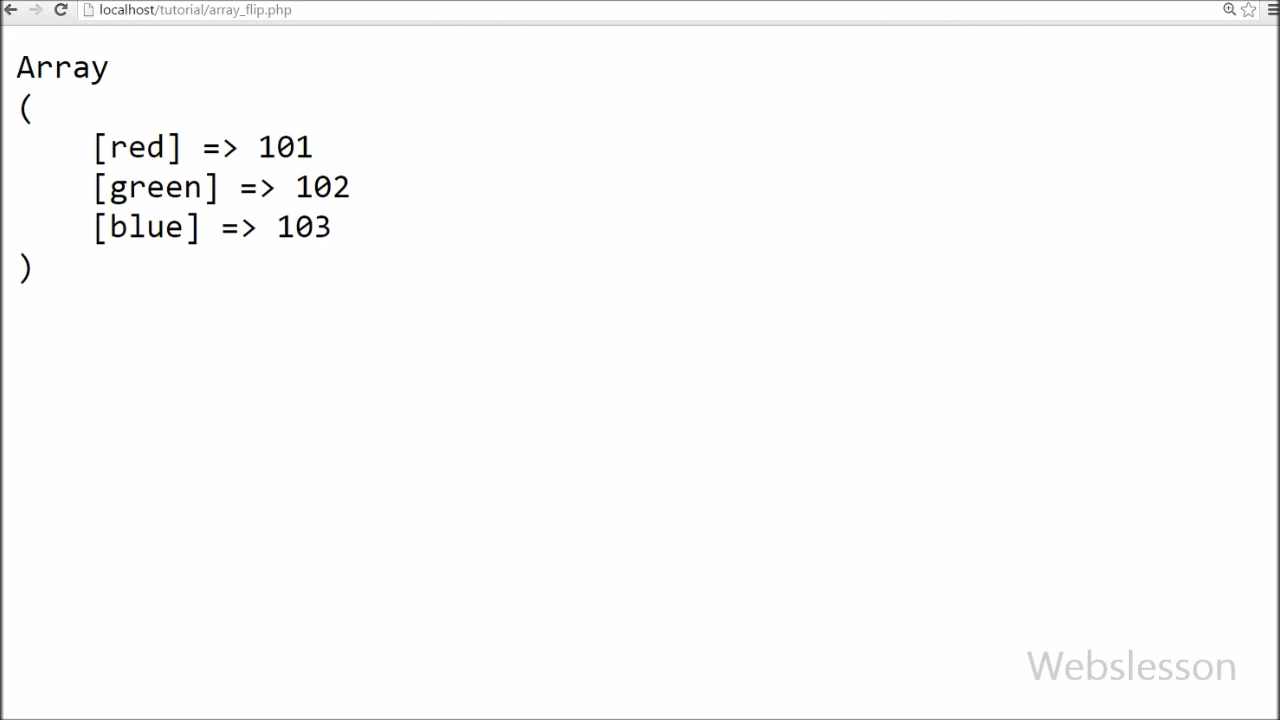 localhost/tutorial/array_flip.php
Array
(
[red] => 101
[green] => 102
[blue] => 103
)
Webslesson